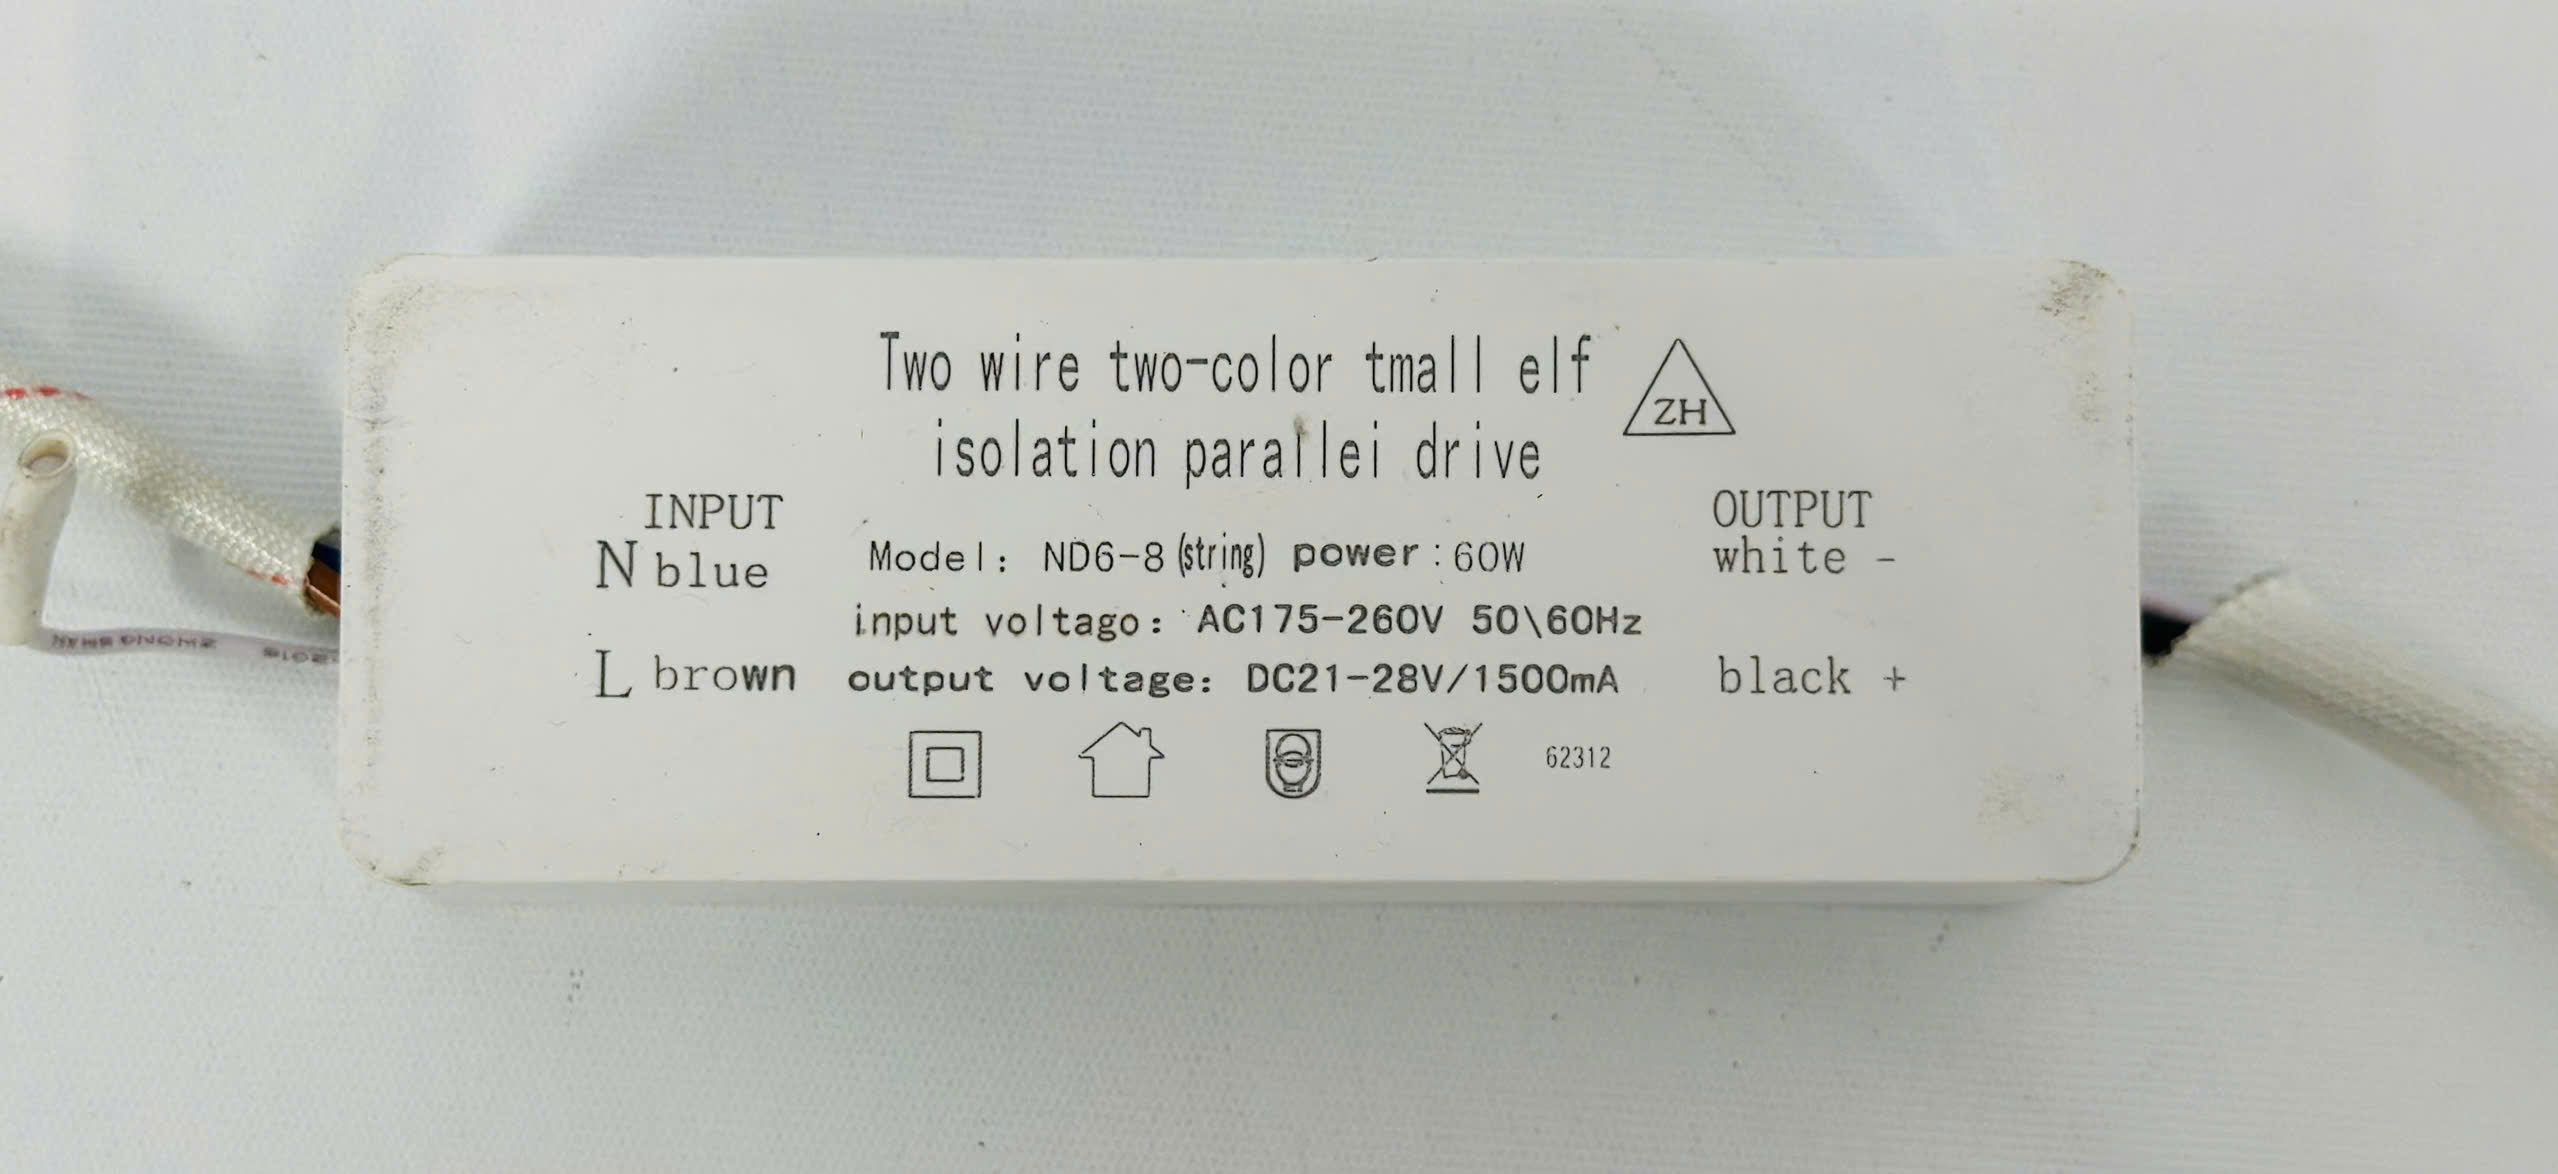 Two wire two-color tmall elf
isolation parallei drive
ZH
INPUT
N blue
L brown
Model: ND6-8 (string) power: 60W
input voltago: AC175-260V 50\60Hz
output voltage: DC21-28V/1500mA
OUTPUT
white -
black +
62312